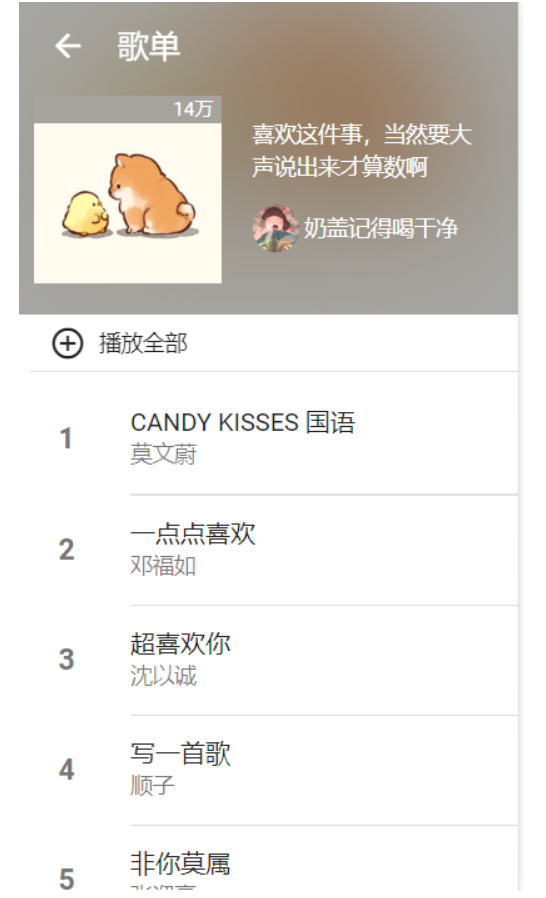 歌单
14万
喜欢这件事，当然要大
声说出来才算数啊
奶盖记得喝干净
播放全部
1
CANDY KISSES 国语
莫文蔚
2
一点点喜欢
邓福如
3
超喜欢你
沈以诚
4
写一首歌
顺子
5
非你莫属